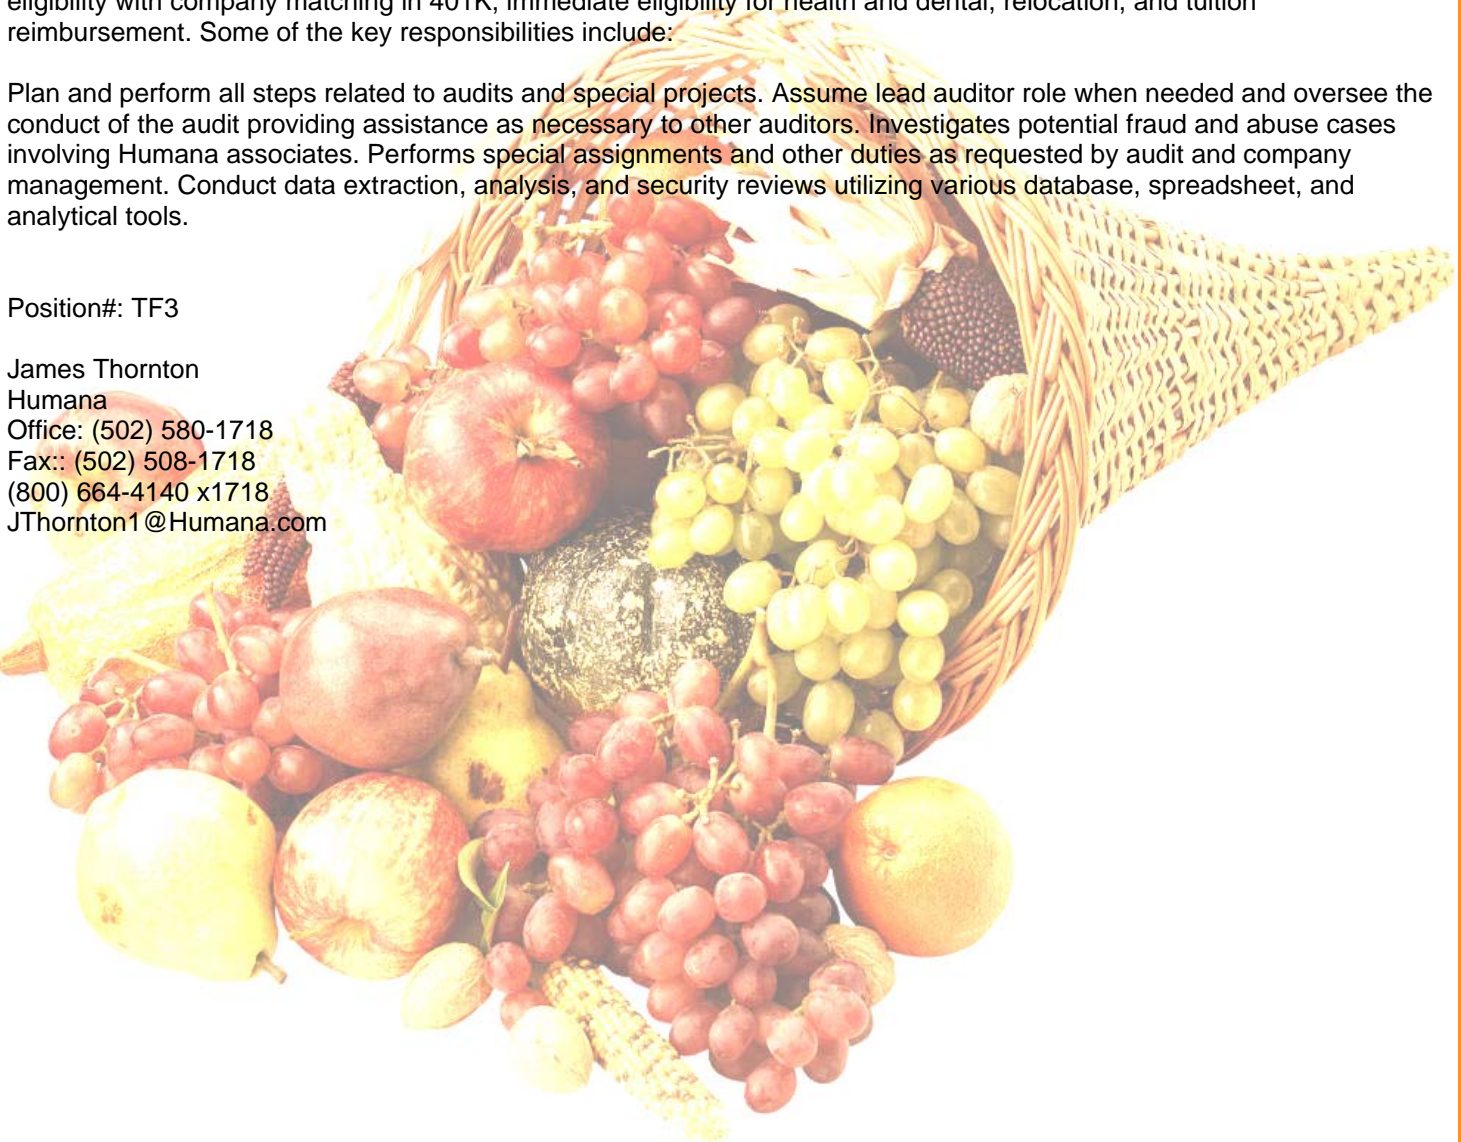 eligibility with company matching in 401K, immediate eligibility for health and dental, relocation, and tuition
reimbursement. Some of the key responsibilities include:
Plan and perform all steps related to audits and special projects. Assume lead auditor role when needed and oversee the
conduct of the audit providing assistance as necessary to other auditors. Investigates potential fraud and abuse cases
involving Humana associates. Performs special assignments and other duties as requested by audit and company
management. Conduct data extraction, analysis, and security reviews utilizing various database, spreadsheet, and
analytical tools.
Position#: TF3
James Thornton
Humana
Office: (502) 580-1718
Fax:: (502) 508-1718
(800) 664-4140 x1718
JThornton1@Humana.com